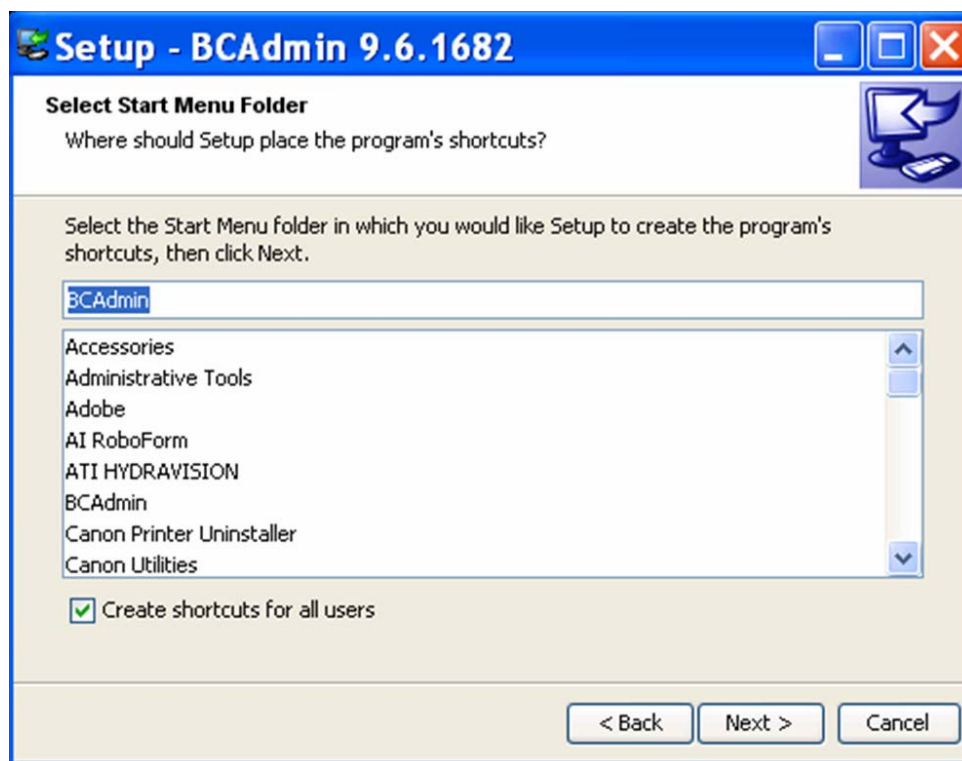 Setup - BCAdmin 9.6.1682
Select Start Menu Folder
Where should Setup place the program's shortcuts?
Select the Start Menu folder in which you would like Setup to create the program's
shortcuts, then click Next.
BCAdmin
Accessories
Administrative Tools
Adobe
AI RoboForm
ATI HYDRAVISION
BCAdmin
Canon Printer Uninstaller
Canon Utilities
Create shortcuts for all users
< Back Next > Cancel